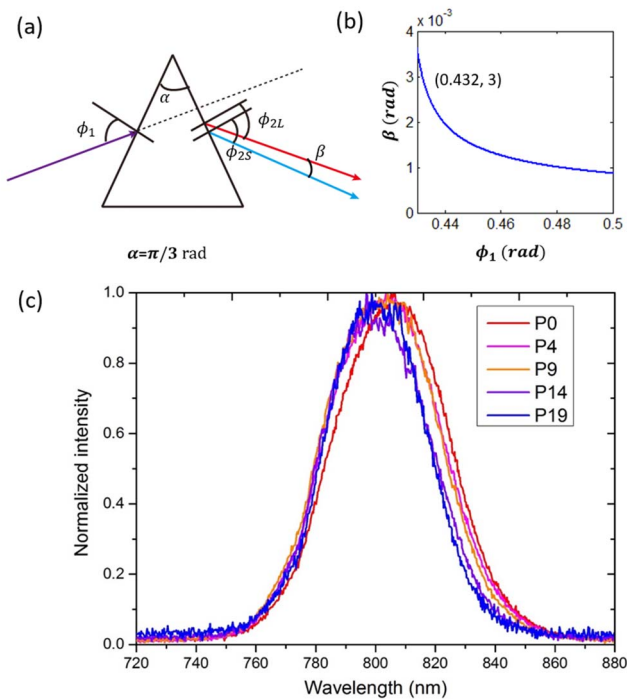 (a)
α
ϕ1
ϕ2L
ϕ2S
β
α=π/3 rad
(b)
4 × 10-3
3
2
1
0
β (rad)
(0.432, 3)
0.44 0.46 0.48 0.5
ϕ1 (rad)
(c)
1.0
0.8
0.6
0.4
0.2
0.0
Normalized intensity
P0
P4
P9
P14
P19
720 740 760 780 800 820 840 860 880
Wavelength (nm)